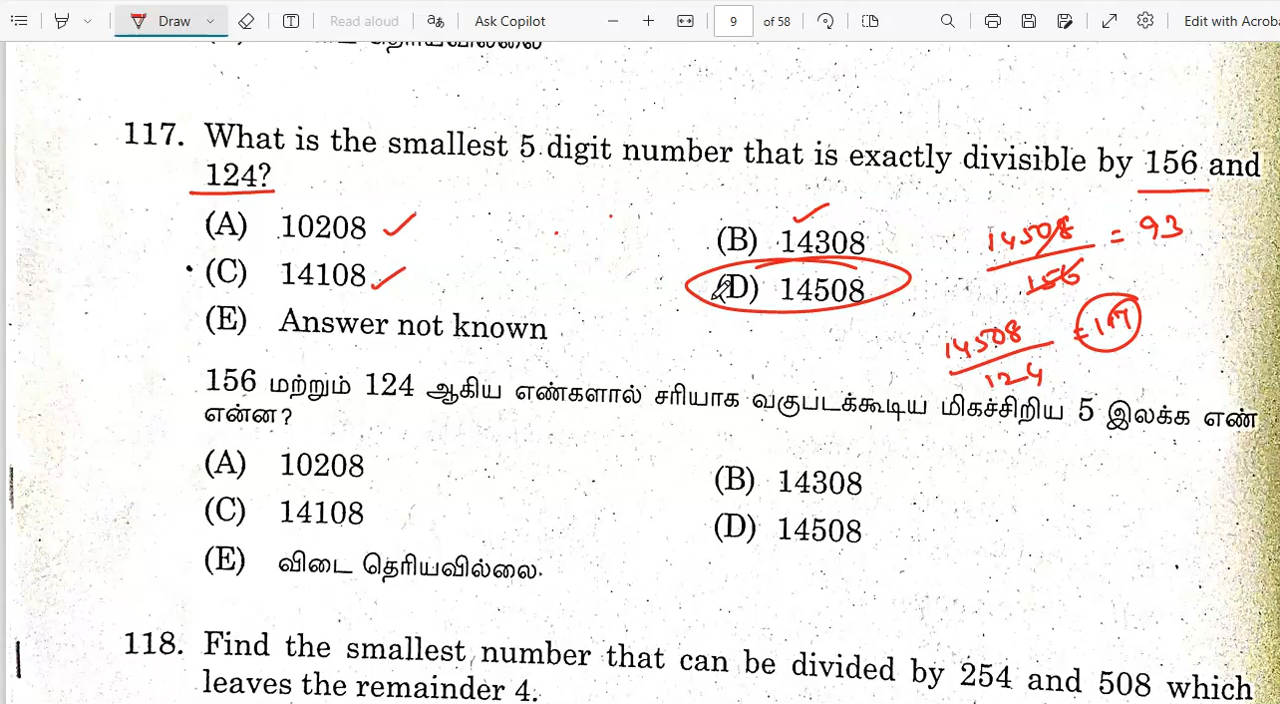 Draw
Read aloud
Ask Copilot
9
of 58
Edit with Acroba
117. What is the smallest 5 digit number that is exactly divisible by 156 and
124?
(A) 10208
(B) 14308
(C) 14108
(D) 14508
(E) Answer not known
14508
= 93
156
14508
= 117
124
156 மற்றும் 124 ஆகிய எண்களால் சரியாக வகுபடக்கூடிய மிகச்சிறிய 5 இலக்க எண்
என்ன?
(A) 10208
(B) 14308
(C) 14108
(D) 14508
(E) விடை தெரியவில்லை.
118. Find the smallest number that can be divided by 254 and 508 which
leaves the remainder 4.